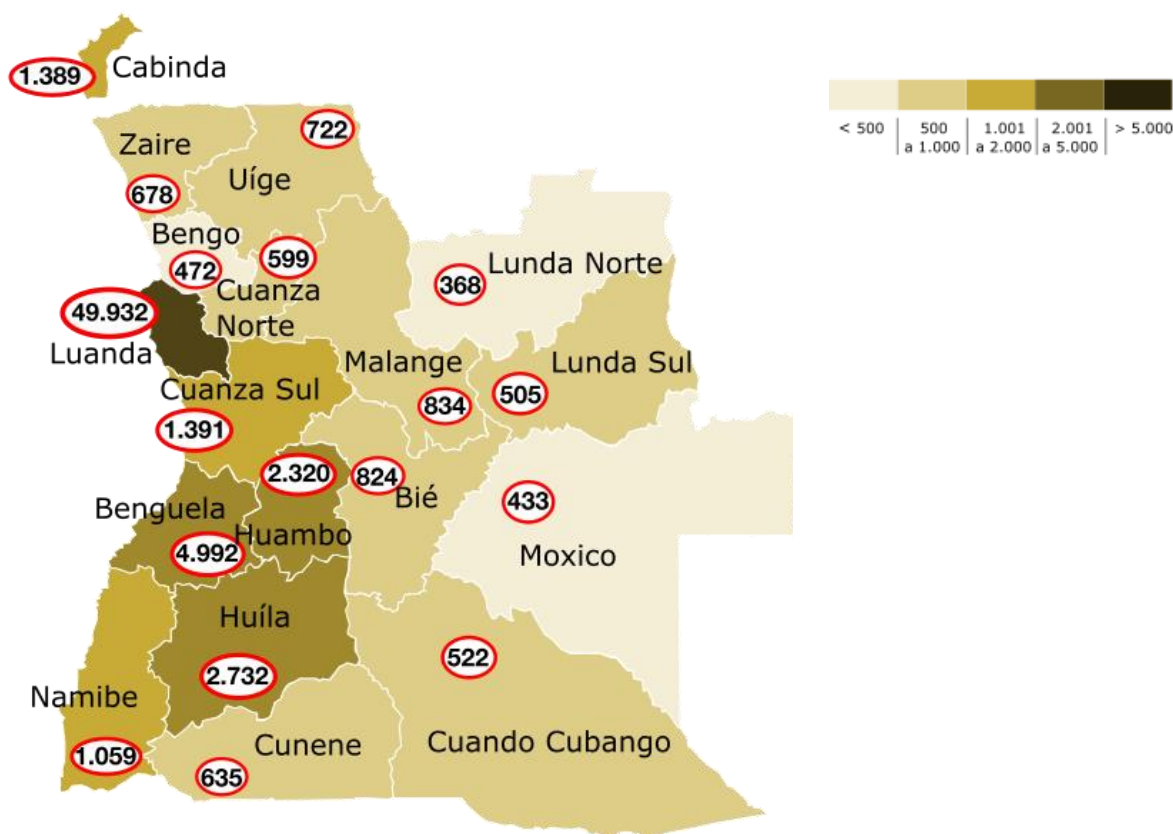 1.389
Cabinda
< 500
500
a 1.000
1.001
a 2.000
2.001
a 5.000
> 5.000
Zaire
678
722
Uíge
Bengo
472
599
Cuanza
Norte
368
Lunda Norte
49.932
Luanda
Malange
834
Lunda Sul
505
Cuanza Sul
1.391
2.320
Huambo
824
Bié
433
Moxico
Benguela
4.992
Huíla
2.732
522
Cuando Cubango
Namibe
1.059
Cunene
635